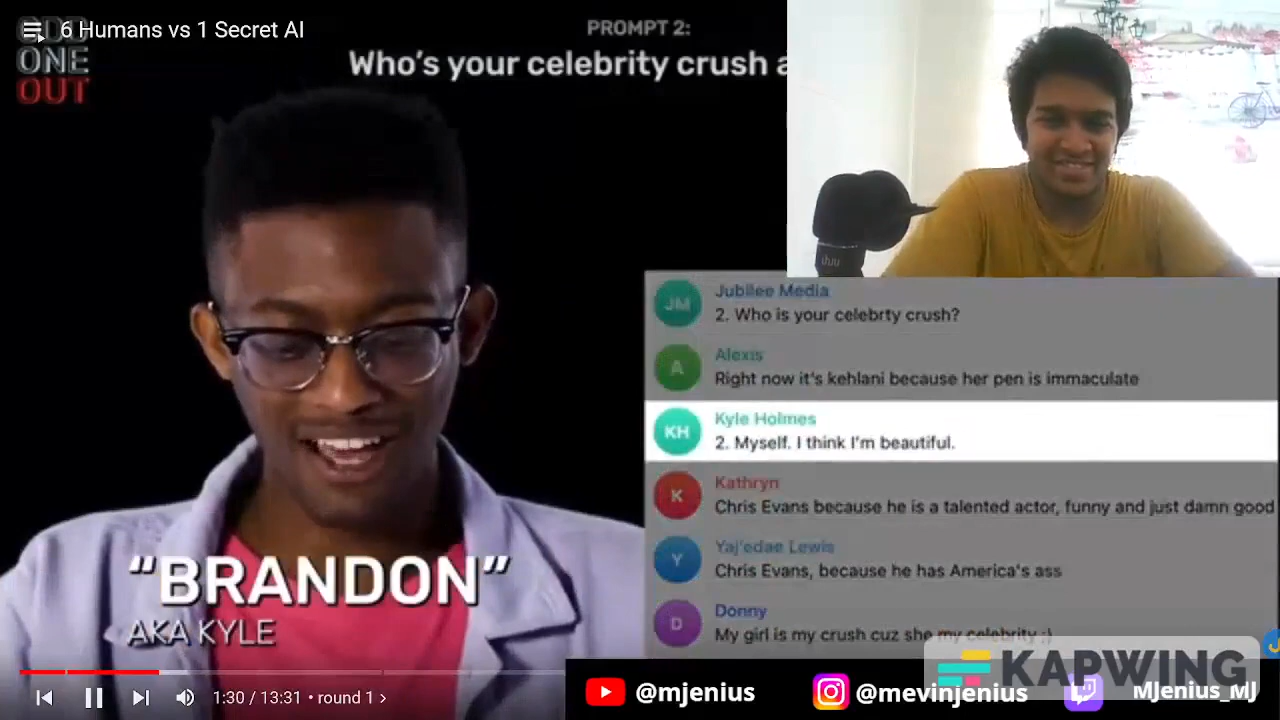 ODD
ONE
OUT
6 Humans vs 1 Secret AI
PROMPT 2:
Who's your celebrity crush a
JM
Jubilee Media
2. Who is your celebrty crush?
A
Alexis
Right now it's kehlani because her pen is immaculate
KH
Kyle Holmes
2. Myself. I think I'm beautiful.
K
Kathryn
Chris Evans because he is a talented actor, funny and just damn good
Y
Yaj'edae Lewis
Chris Evans, because he has America's ass
D
Donny
My girl is my crush cuz she my celebrity ;)
"BRANDON"
AKA KYLE
KAPWING
1:30 / 13:31 • round 1 >
@mjenius
@mevinjenius
MJenius_MJ